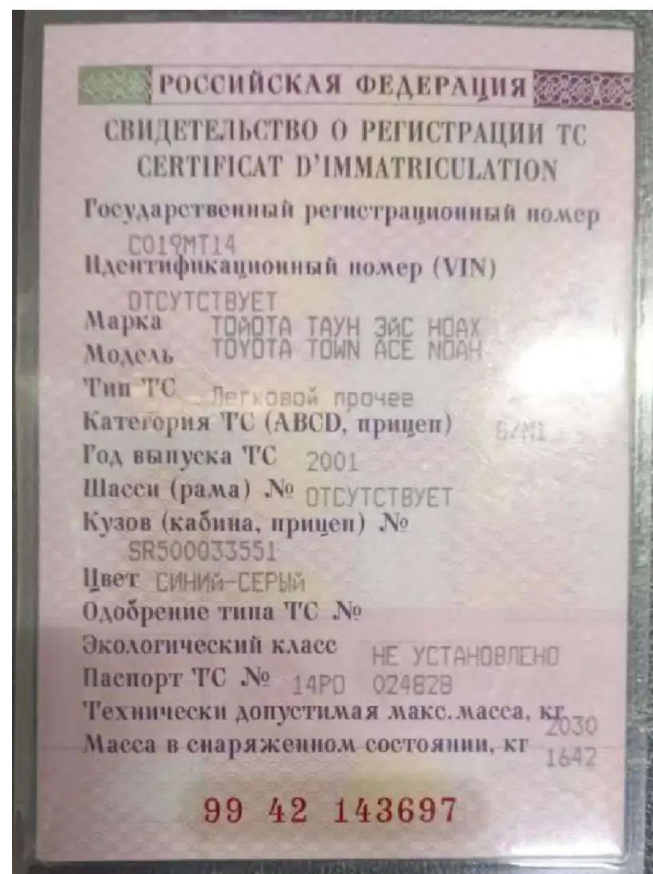 РОССИЙСКАЯ ФЕДЕРАЦИЯ
СВИДЕТЕЛЬСТВО О РЕГИСТРАЦИИ ТС
CERTIFICAT D'IMMATRICULATION
Государственный регистрационный номер
С019МТ14
Идентификационный номер (VIN)
ОТСУТСТВУЕТ
Марка ТОЙОТА ТАУН ЭЙС НОАХ
Модель TOYOTA TOWN ACE NOAH
Тип ТС Легковой прочее
Категория ТС (ABCD, прицеп) B/M1
Год выпуска ТС 2001
Шасси (рама) № ОТСУТСТВУЕТ
Кузов (кабина, прицеп) №
SR500033551
Цвет СИНИЙ-СЕРЫЙ
Одобрение типа ТС №
Экологический класс НЕ УСТАНОВЛЕНО
Паспорт ТС № 14РО 024828
Технически допустимая макс.масса, кг 2030
Масса в снаряженном состоянии, кг 1642
99 42 143697